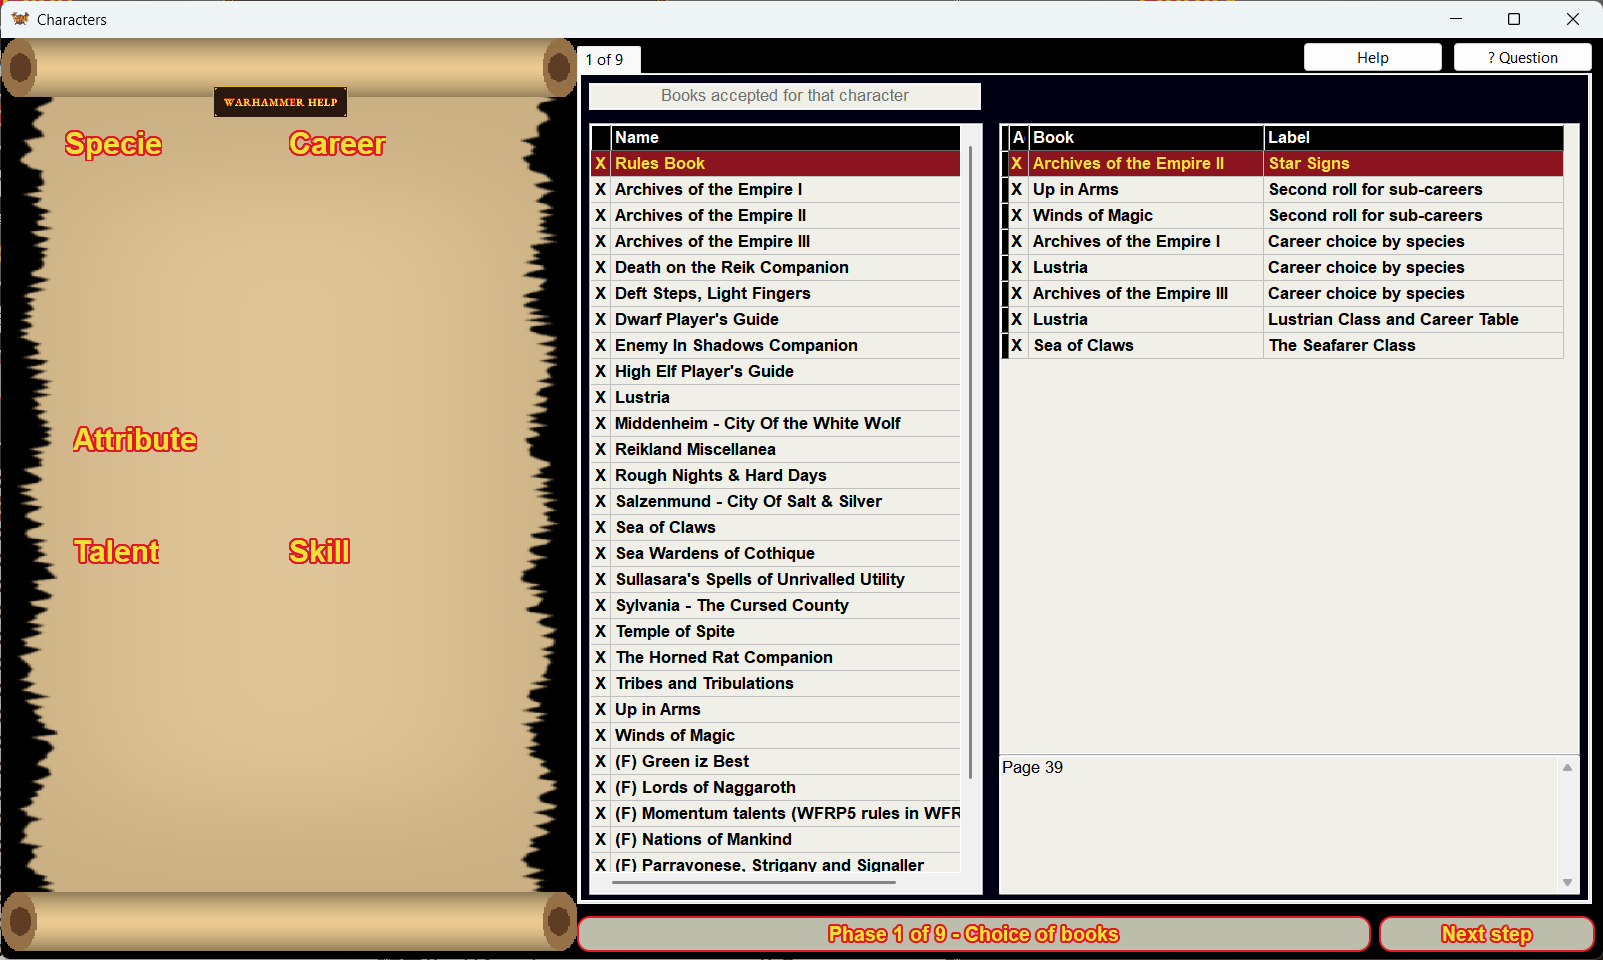 Characters
1 of 9
Help
? Question
WARHAMMER HELP
Specie
Career
Attribute
Talent
Skill
Books accepted for that character
Name
X Rules Book
X Archives of the Empire I
X Archives of the Empire II
X Archives of the Empire III
X Death on the Reik Companion
X Deft Steps, Light Fingers
X Dwarf Player's Guide
X Enemy In Shadows Companion
X High Elf Player's Guide
X Lustria
X Middenheim - City Of the White Wolf
X Reikland Miscellanea
X Rough Nights & Hard Days
X Salzenmund - City Of Salt & Silver
X Sea of Claws
X Sea Wardens of Cothique
X Sullasara's Spells of Unrivalled Utility
X Sylvania - The Cursed County
X Temple of Spite
X The Horned Rat Companion
X Tribes and Tribulations
X Up in Arms
X Winds of Magic
X (F) Green iz Best
X (F) Lords of Naggaroth
X (F) Momentum talents (WFRP5 rules in WFR
X (F) Nations of Mankind
X (F) Parravonese, Strigany and Signaller
A Book Label
X Archives of the Empire II Star Signs
X Up in Arms Second roll for sub-careers
X Winds of Magic Second roll for sub-careers
X Archives of the Empire I Career choice by species
X Lustria Career choice by species
X Archives of the Empire III Career choice by species
X Lustria Lustrian Class and Career Table
X Sea of Claws The Seafarer Class
Page 39
Phase 1 of 9 - Choice of books
Next step